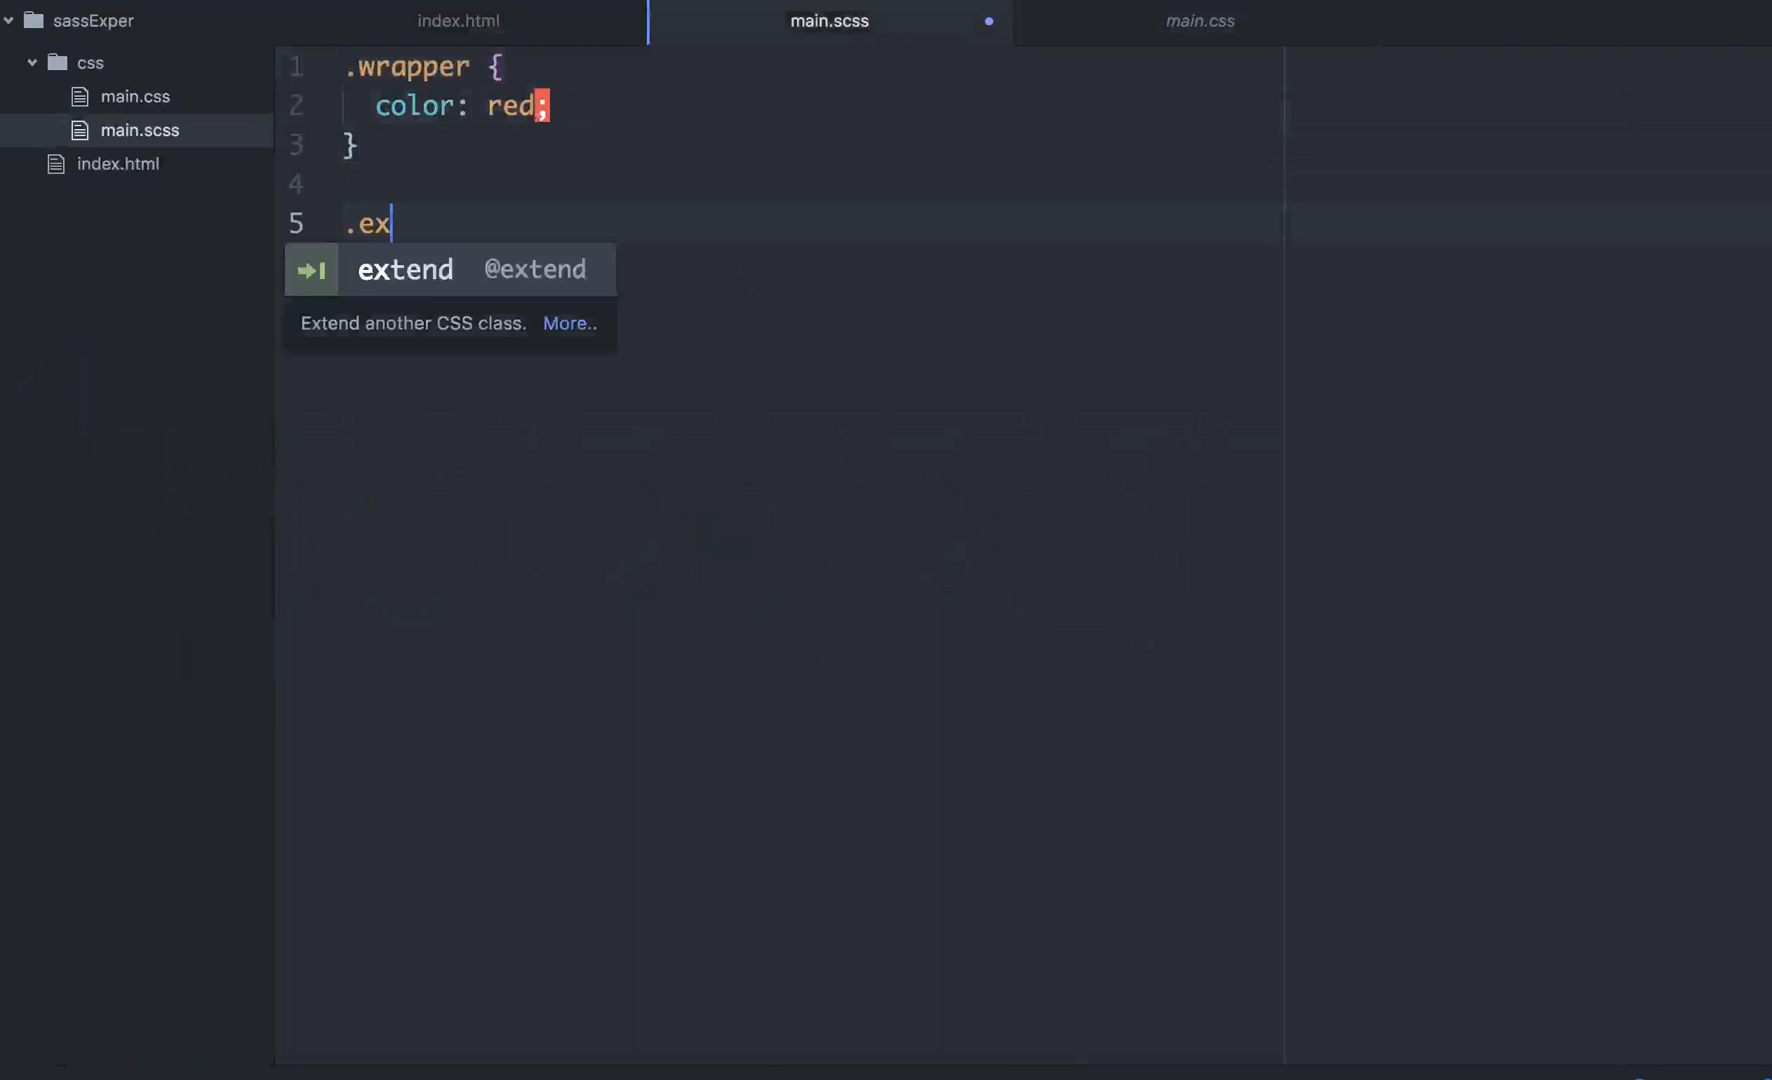 sassExper
index.html
main.scss
main.css
css
main.css
main.scss
index.html
1 .wrapper {
2 color: red;
3 }
4
5 .ex
extend @extend
Extend another CSS class. More..